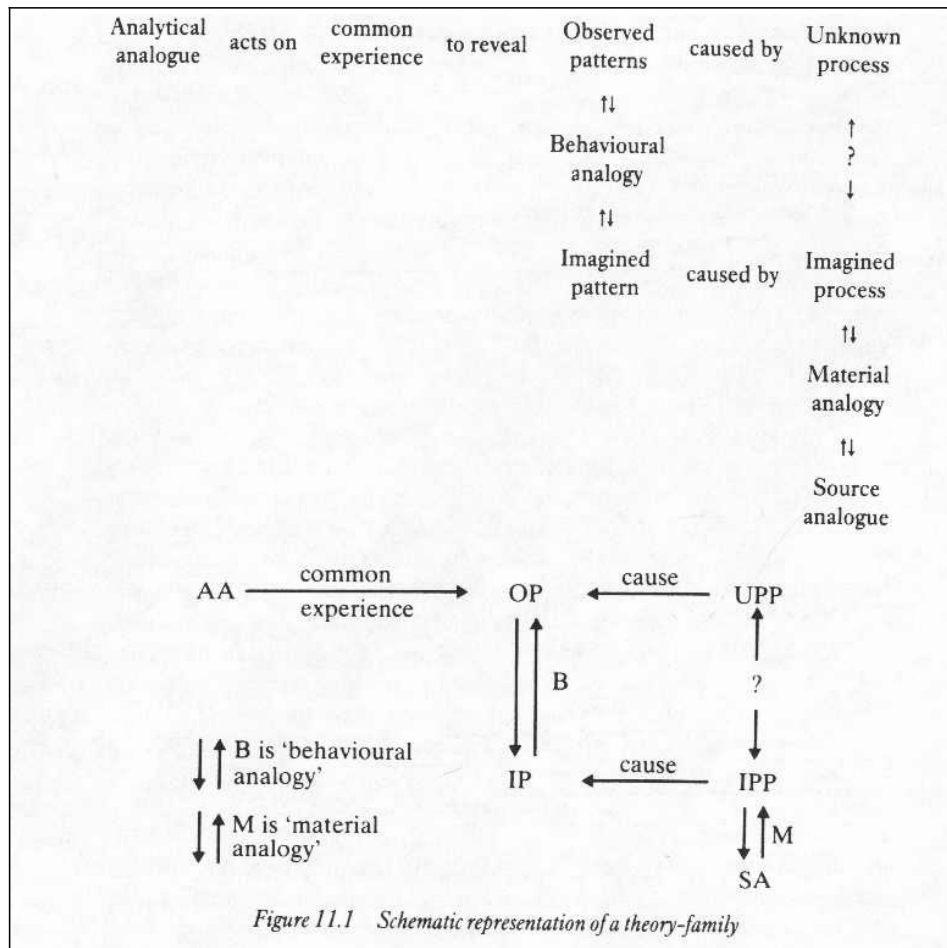 Analytical analogue acts on common experience to reveal Observed patterns caused by Unknown process
↑↓ ↑
Behavioural analogy ?
↑↓ ↓
Imagined pattern caused by Imagined process
↑↓
Material analogy
↑↓
Source analogue
AA common experience OP cause UPP
B ?
B is 'behavioural analogy'
IP cause IPP
M is 'material analogy'
M
SA
Figure 11.1 Schematic representation of a theory-family